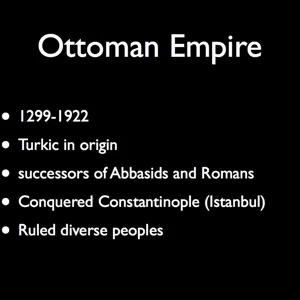 Ottoman Empire
• 1299-1922
• Turkic in origin
• successors of Abbasids and Romans
• Conquered Constantinople (Istanbul)
• Ruled diverse peoples